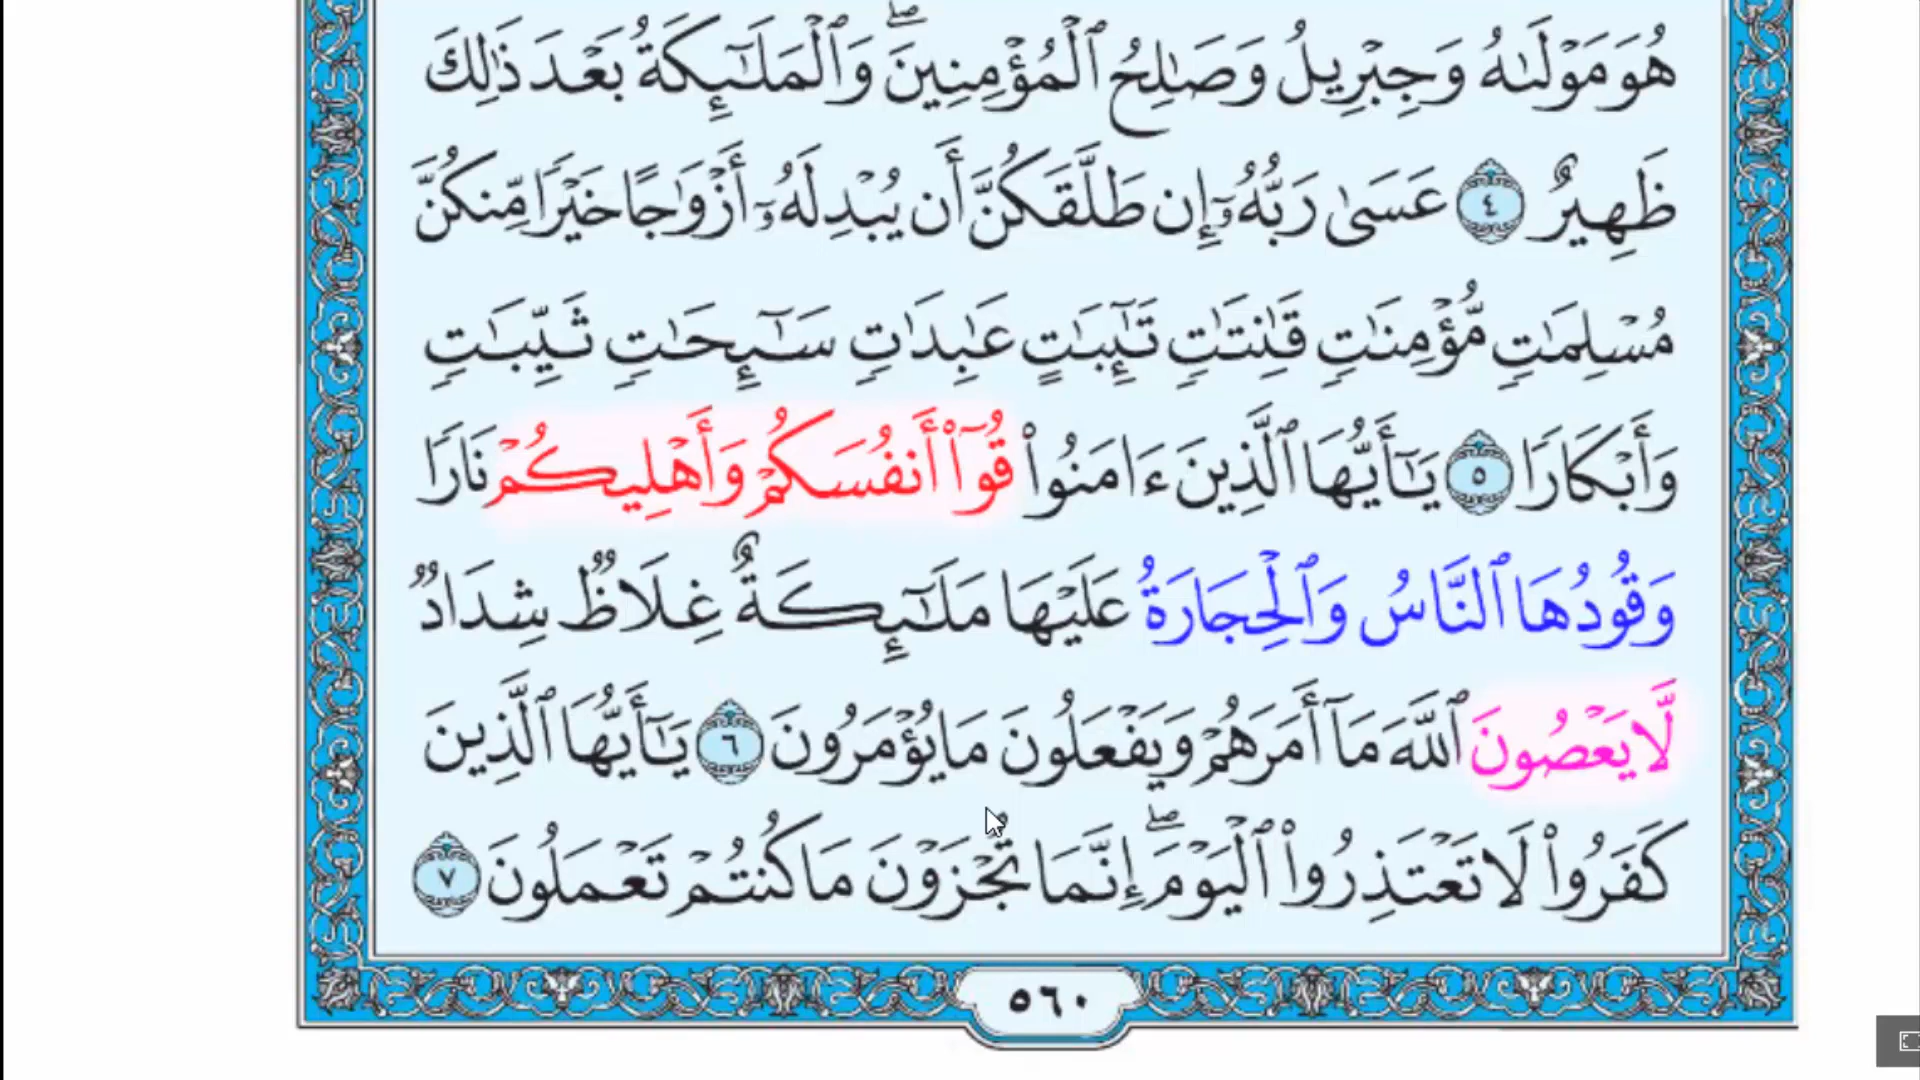 هُوَ مَوْلَىٰهُ وَجِبْرِيلُ وَصَٰلِحُ ٱلْمُؤْمِنِينَۖ وَٱلْمَلَٰٓئِكَةُ بَعْدَ ذَٰلِكَ
ظَهِيرٌ ٤ عَسَىٰ رَبُّهُۥٓ إِن طَلَّقَكُنَّ أَن يُبْدِلَهُۥٓ أَزْوَٰجًا خَيْرًا مِّنكُنَّ
مُسْلِمَٰتٍ مُّؤْمِنَٰتٍ قَٰنِتَٰتٍ تَٰٓئِبَٰتٍ عَٰبِدَٰتٍ سَٰٓئِحَٰتٍ ثَيِّبَٰتٍ
وَأَبْكَارًا ٥ يَٰٓأَيُّهَا ٱلَّذِينَ ءَامَنُوا۟ قُوٓا۟ أَنفُسَكُمْ وَأَهْلِيكُمْ نَارًا
وَقُودُهَا ٱلنَّاسُ وَٱلْحِجَارَةُ عَلَيْهَا مَلَٰٓئِكَةٌ غِلَاظٌ شِدَادٌ
لَّا يَعْصُونَ ٱللَّهَ مَآ أَمَرَهُمْ وَيَفْعَلُونَ مَا يُؤْمَرُونَ ٦ يَٰٓأَيُّهَا ٱلَّذِينَ
كَفَرُوا۟ لَا تَعْتَذِرُوا۟ ٱلْيَوْمَۖ إِنَّمَا تُجْزَوْنَ مَا كُنتُمْ تَعْمَلُونَ ٧
٥٦٠